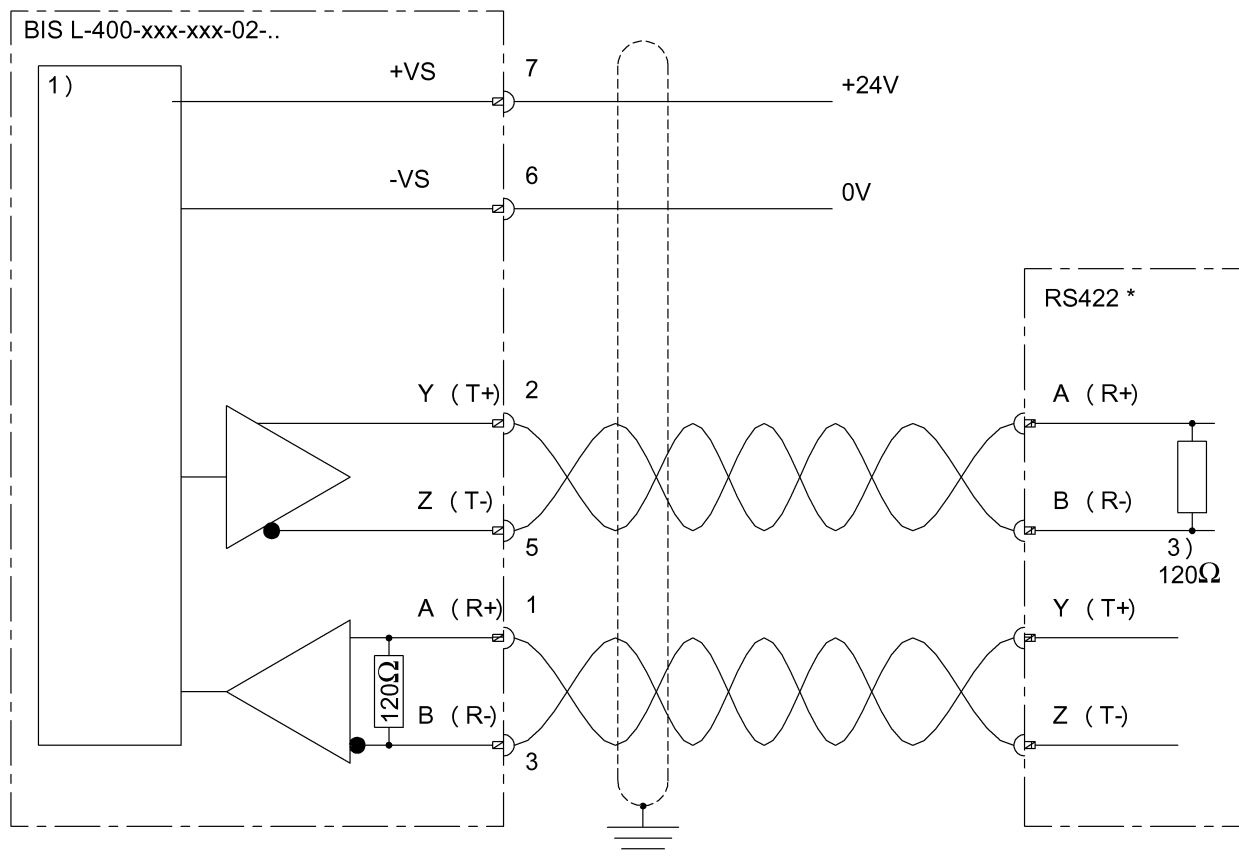 BIS L-400-xxx-xxx-02-..
1)
+VS
7
+24V
-VS
6
0V
RS422 *
Y (T+)
2
A (R+)
Z (T-)
5
B (R-)
3)
120Ω
A (R+)
1
Y (T+)
120Ω
B (R-)
3
Z (T-)